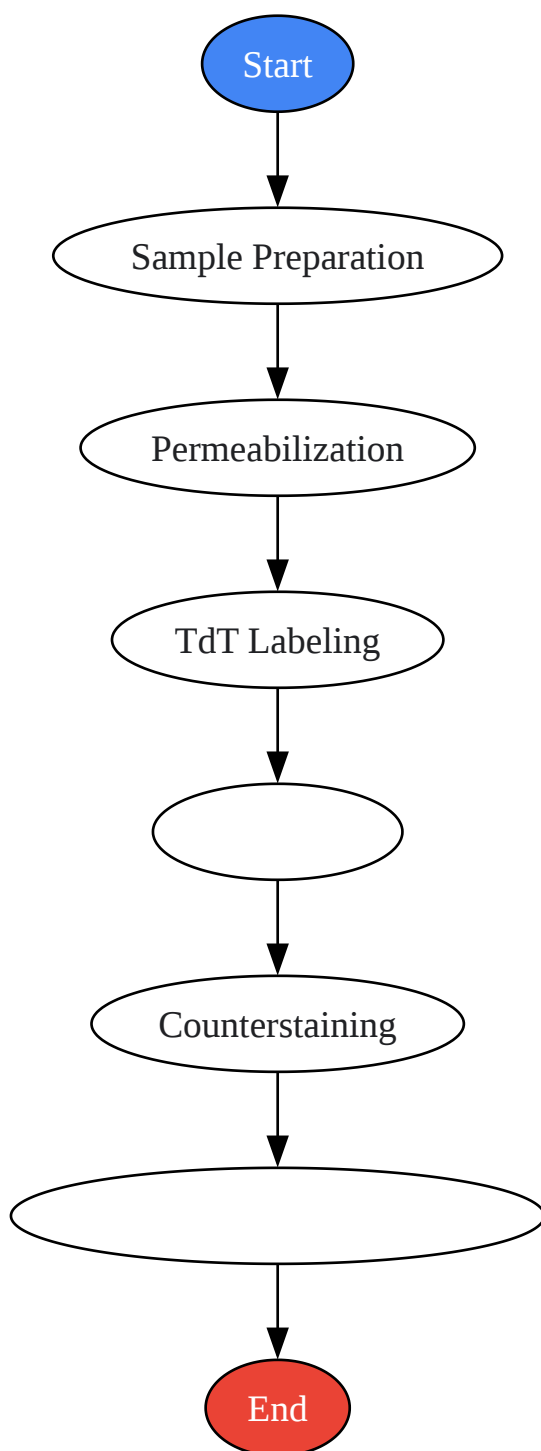 Start
Sample Preparation
Permeabilization
TdT Labeling
Counterstaining
End